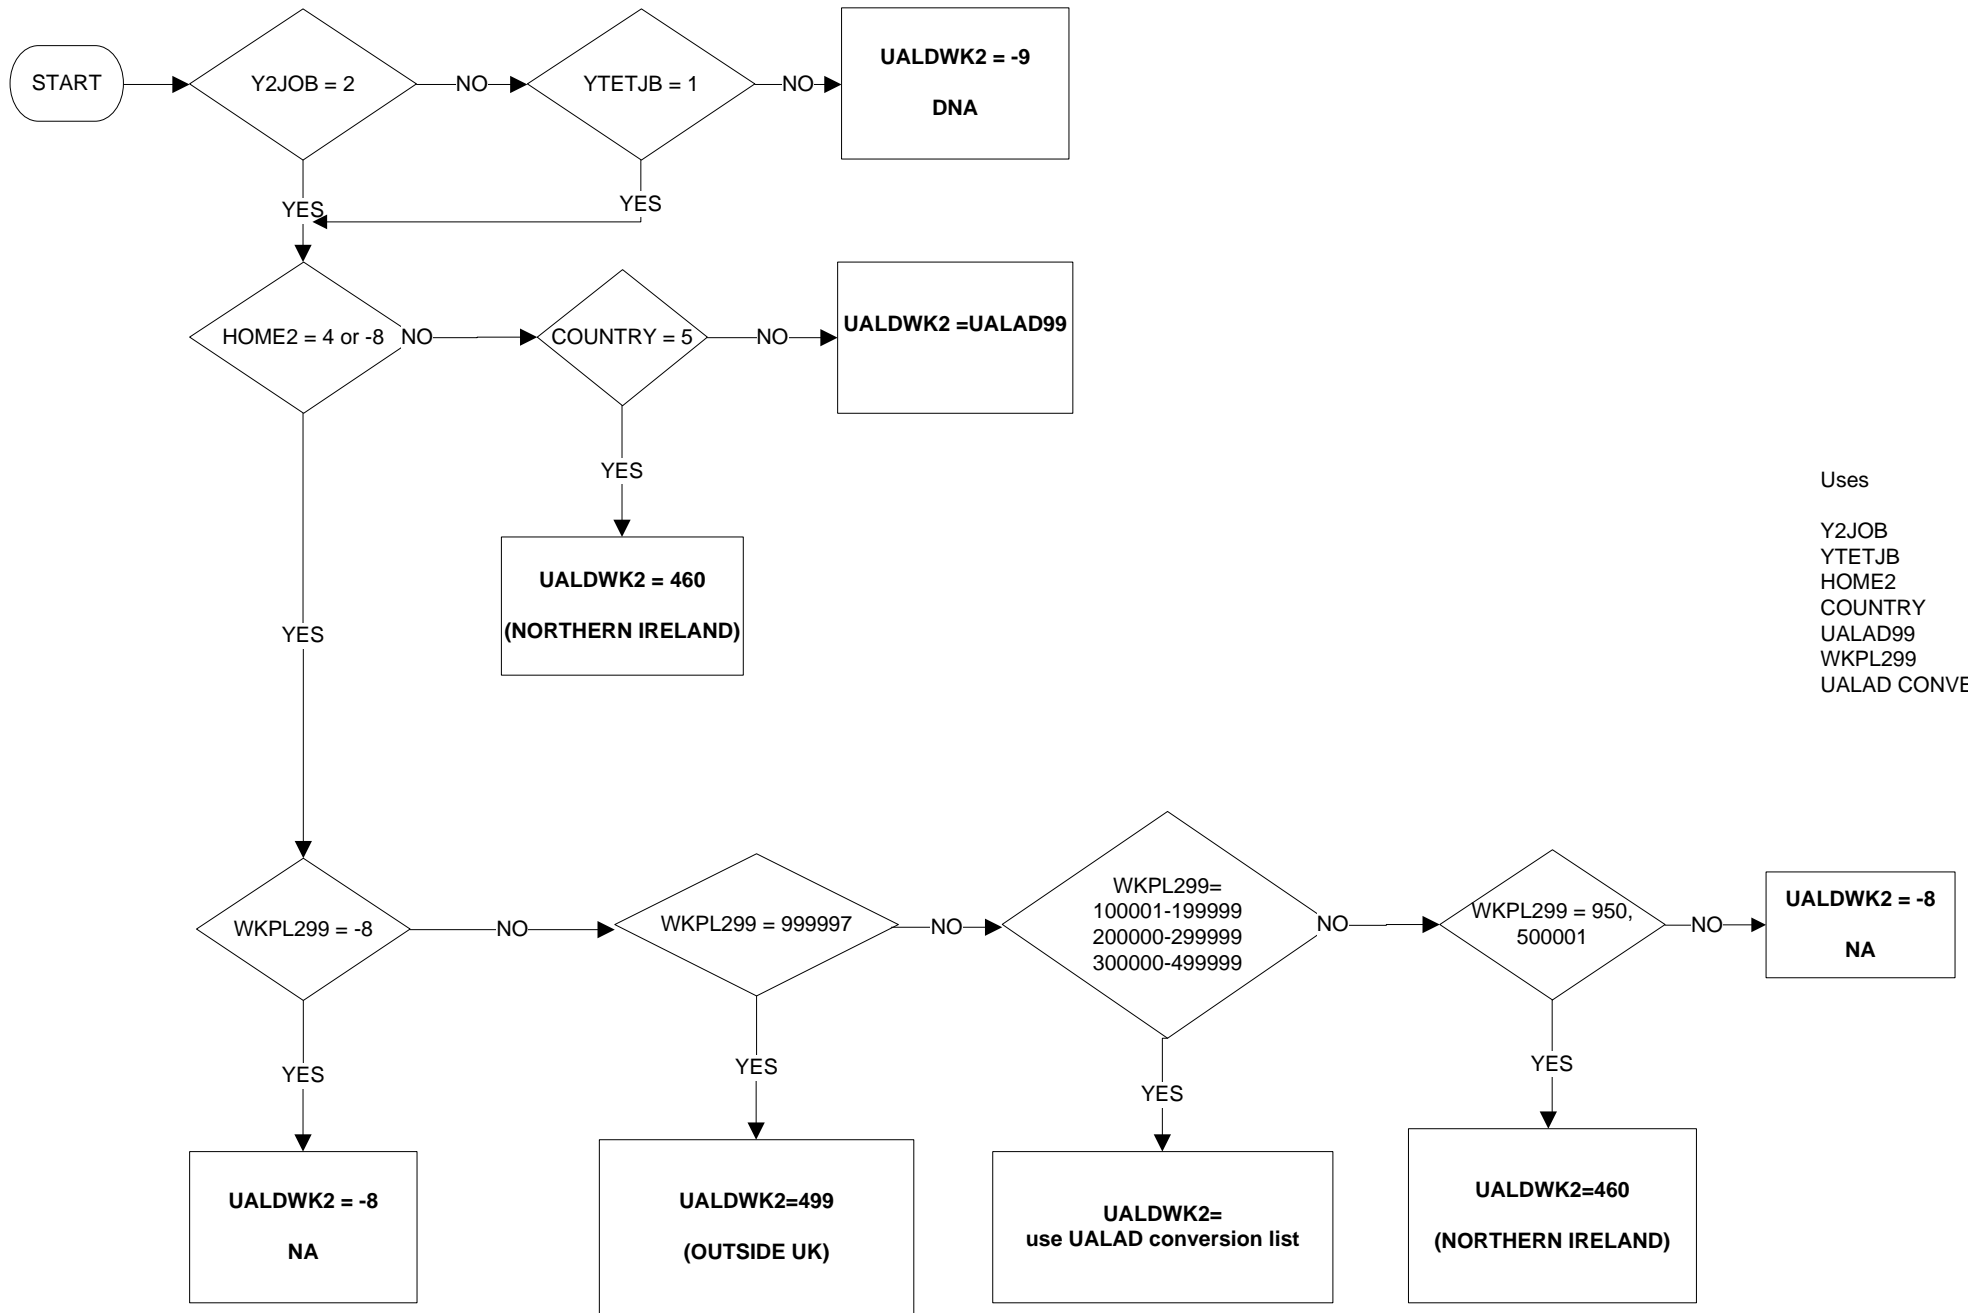 START
Y2JOB = 2
NO
YTETJB = 1
NO
UALDWK2 = -9
DNA
YES
YES
HOME2 = 4 or -8
NO
COUNTRY = 5
NO
UALDWK2 =UALAD99
YES
UALDWK2 = 460
(NORTHERN IRELAND)
YES
Uses
Y2JOB
YTETJB
HOME2
COUNTRY
UALAD99
WKPL299
UALAD CONVE
WKPL299 = -8
NO
WKPL299 = 999997
NO
WKPL299=
100001-199999
200000-299999
300000-499999
NO
WKPL299 = 950,
500001
NO
UALDWK2 = -8
NA
YES
YES
YES
YES
UALDWK2 = -8
NA
UALDWK2=499
(OUTSIDE UK)
UALDWK2=
use UALAD conversion list
UALDWK2=460
(NORTHERN IRELAND)